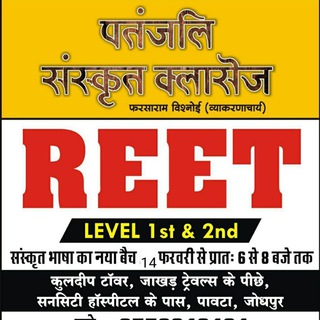 पतंजलि
संस्कृत क्लासेज
फरसाराम विश्नोई (व्याकरणाचार्य)
REET
LEVEL 1st & 2nd
संस्कृत भाषा का नया बैच 14 फरवरी से प्रातः 6 से 8 बजे तक
कुलदीप टॉवर, जाखड़ ट्रेवल्स के पीछे,
सनसिटी हॉस्पीटल के पास, पावटा, जोधपुर